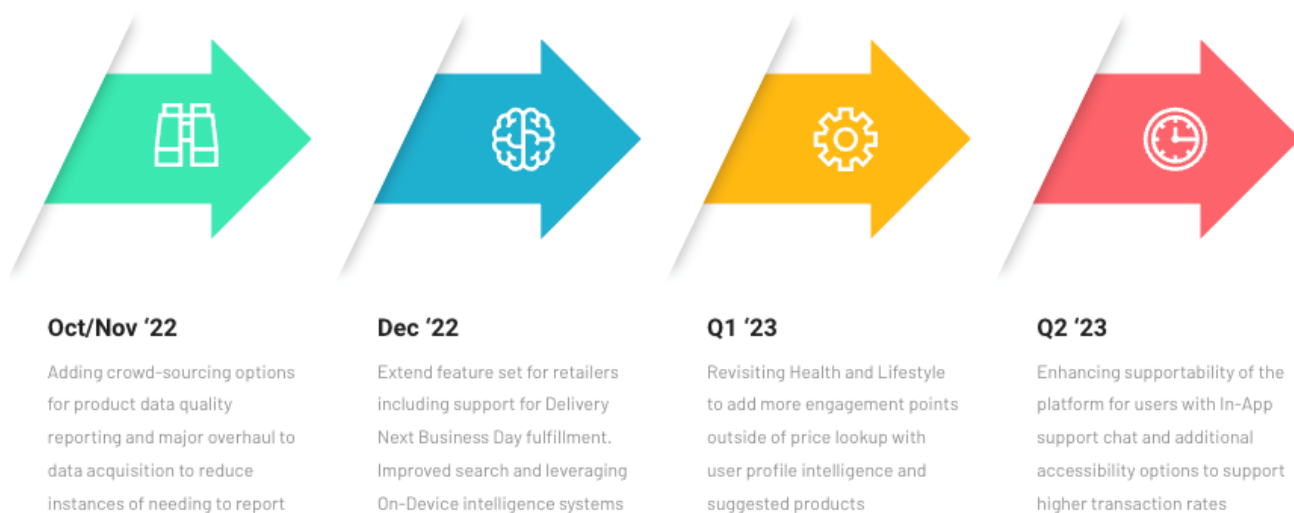 Oct/Nov ‘22
Adding crowd-sourcing options
for product data quality
reporting and major overhaul to
data acquisition to reduce
instances of needing to report
Dec ‘22
Extend feature set for retailers
including support for Delivery
Next Business Day fulfillment.
Improved search and leveraging
On-Device intelligence systems
Q1 ‘23
Revisiting Health and Lifestyle
to add more engagement points
outside of price lookup with
user profile intelligence and
suggested products
Q2 ‘23
Enhancing supportability of the
platform for users with In-App
support chat and additional
accessibility options to support
higher transaction rates